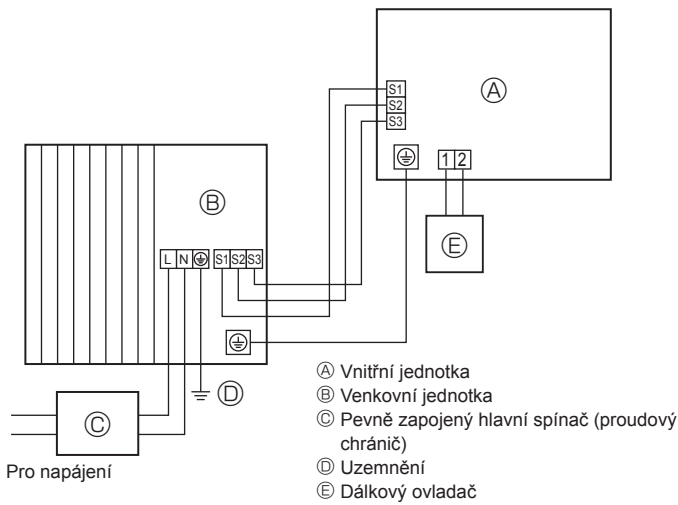 S1
S2
S3
Ⓐ
1 2
Ⓔ
Ⓑ
L N S1 S2 S3
Ⓓ
Ⓒ
Pro napájení
Ⓐ Vnitřní jednotka
Ⓑ Venkovní jednotka
Ⓒ Pevně zapojený hlavní spínač (proudový
chránič)
Ⓓ Uzemnění
Ⓔ Dálkový ovladač